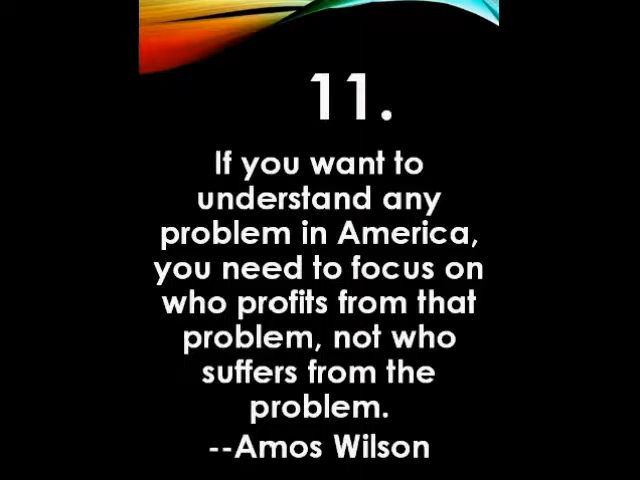 11.
If you want to
understand any
problem in America,
you need to focus on
who profits from that
problem, not who
suffers from the
problem.
--Amos Wilson